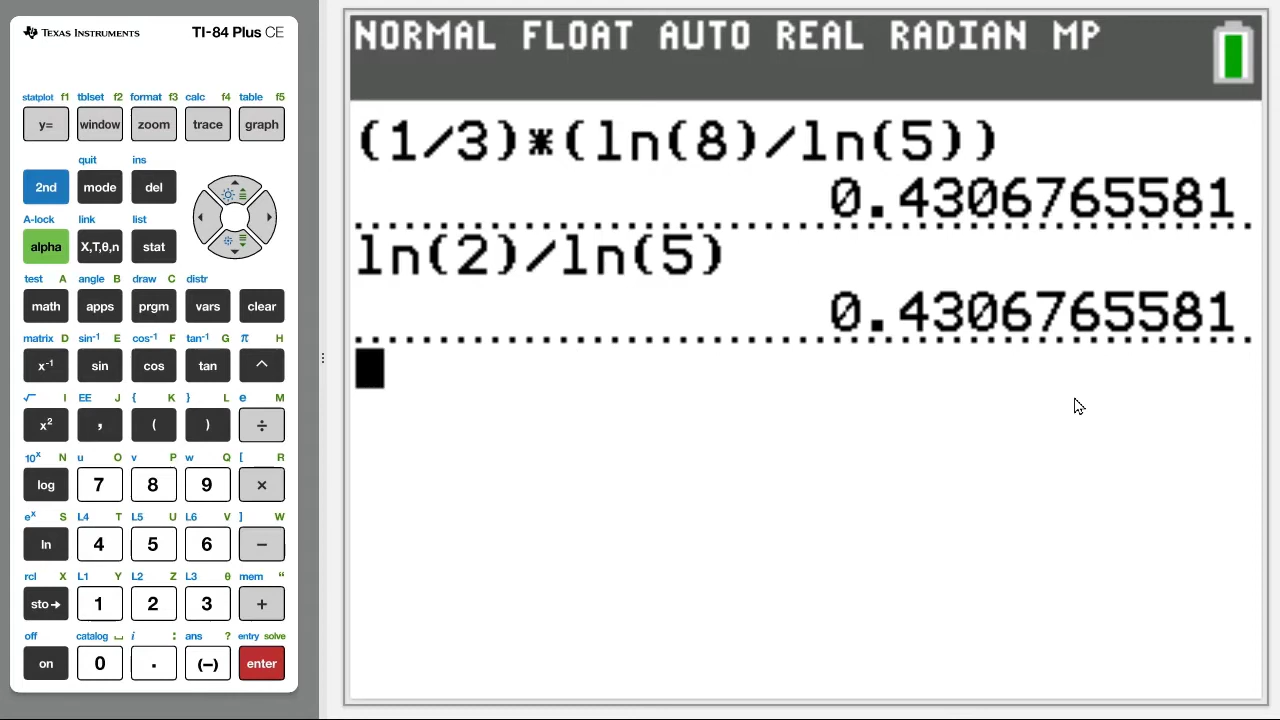 TEXAS INSTRUMENTS TI-84 Plus CE
statplot f1 tblset f2 format f3 calc f4 table f5
y= window zoom trace graph
quit ins
2nd mode del
A-lock link list
alpha X,T,θ,n stat
test A angle B draw C distr
math apps prgm vars clear
matrix D sin⁻¹ E cos⁻¹ F tan⁻¹ G π H
x⁻¹ sin cos tan ^
√ I EE J { K } L e M
x² , ( ) ÷
10ˣ N u O v P w Q [ R
log 7 8 9 ×
eˣ S L4 T L5 U L6 V ] W
ln 4 5 6 −
rcl X L1 Y L2 Z L3 θ mem “
sto→ 1 2 3 +
off catalog ⎵ i : ans ? entry solve
on 0 . (−) enter
NORMAL FLOAT AUTO REAL RADIAN MP
(1/3)*(ln(8)/ln(5))
0.4306765581
ln(2)/ln(5)
0.4306765581